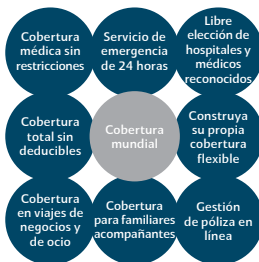 Cobertura
médica sin
restricciones
Servicio de
emergencia
de 24 horas
Libre
elección de
hospitales y
médicos
reconocidos
Cobertura
total sin
deducibles
Cobertura
mundial
Construya
su propia
cobertura
flexible
Cobertura
en viajes de
negocios y
de ocio
Cobertura
para familiares
acompañantes
Gestión
de póliza en
línea